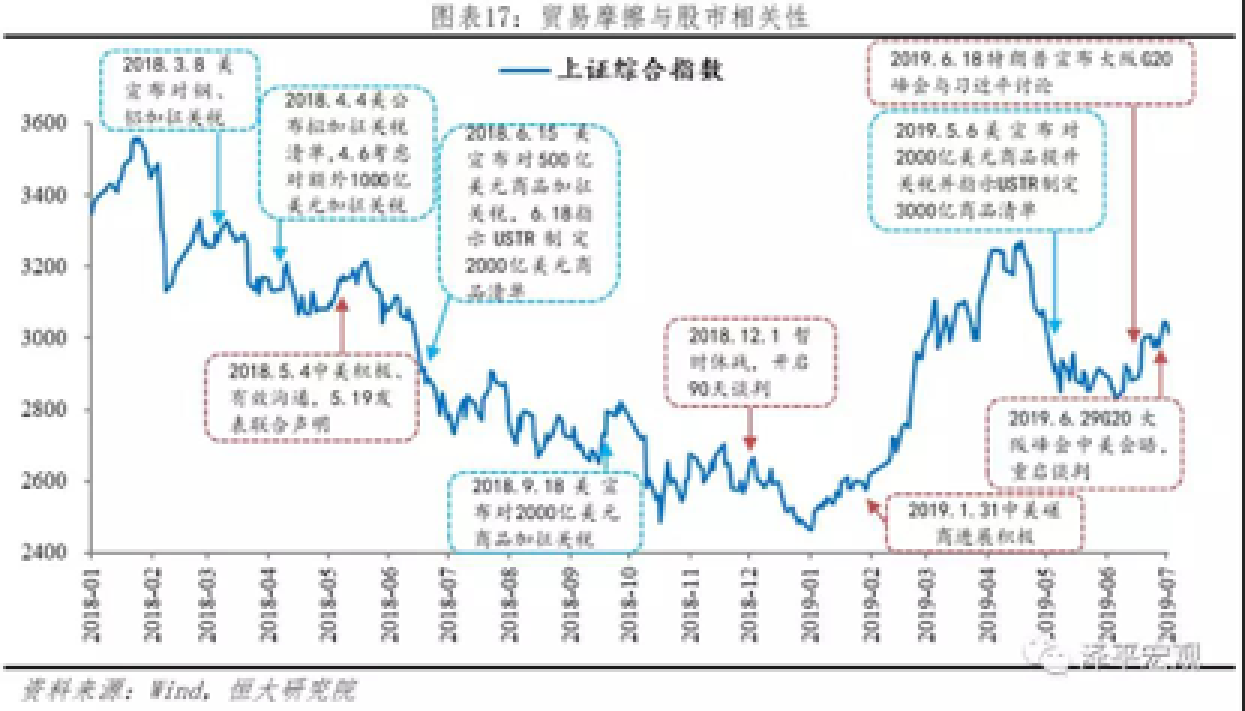 图表17：贸易摩擦与股市相关性
上证综合指数
2018.3.8 美
宣布对钢、
铝加征关税
2018.4.4美公
布拟加征关税
清单,4.6考虑
对额外1000亿
美元加征关税
2018.6.15 美
宣布对500亿
美元商品加征
关税，6.18指
示 USTR 制 定
2000亿美元商
品清单
2019.6.18特朗普宣布大阪G20
峰会与习近平讨论
2019.5.6美宣布对
2000亿美元商品提升
关税并指示USTR制定
3000亿商品清单
2018.5.4中美积极、
有效沟通，5.19发
表联合声明
2018.12.1 暂
时休战，开启
90天谈判
2019.6.29G20 大
阪峰会中美会晤，
重启谈判
2018.9.18 美 宣
布对2000亿美元
商品加征关税
2019.1.31中美磋
商进展积极
3600
3400
3200
3000
2800
2600
2400
2018-01
2018-02
2018-03
2018-04
2018-05
2018-06
2018-07
2018-08
2018-09
2018-10
2018-11
2018-12
2019-01
2019-02
2019-03
2019-04
2019-05
2019-06
2019-07
泽平宏观
资料来源：Wind，恒大研究院